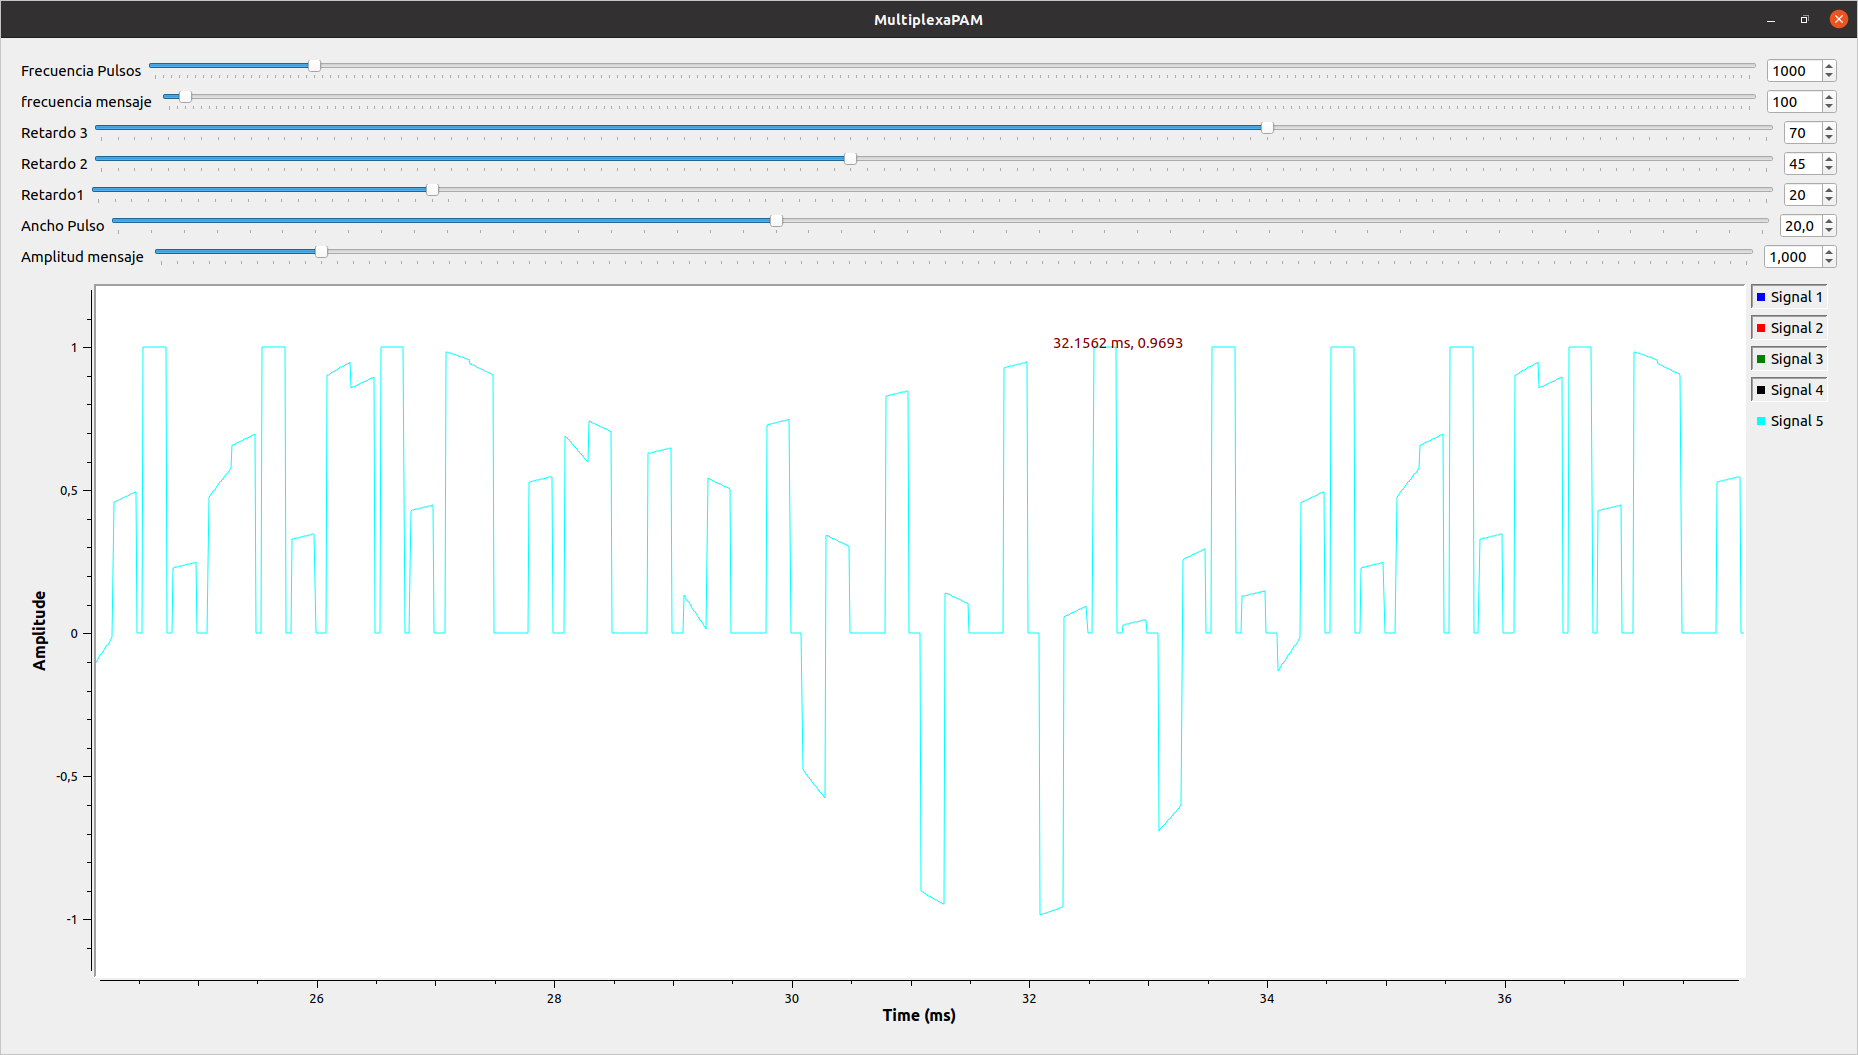 MultiplexaPAM
Frecuencia Pulsos 1000
frecuencia mensaje 100
Retardo 3 70
Retardo 2 45
Retardo1 20
Ancho Pulso 20,0
Amplitud mensaje 1,000
Signal 1
Signal 2
Signal 3
Signal 4
Signal 5
32.1562 ms, 0.9693
1
0,5
0
-0,5
-1
Amplitude
26 28 30 32 34 36
Time (ms)